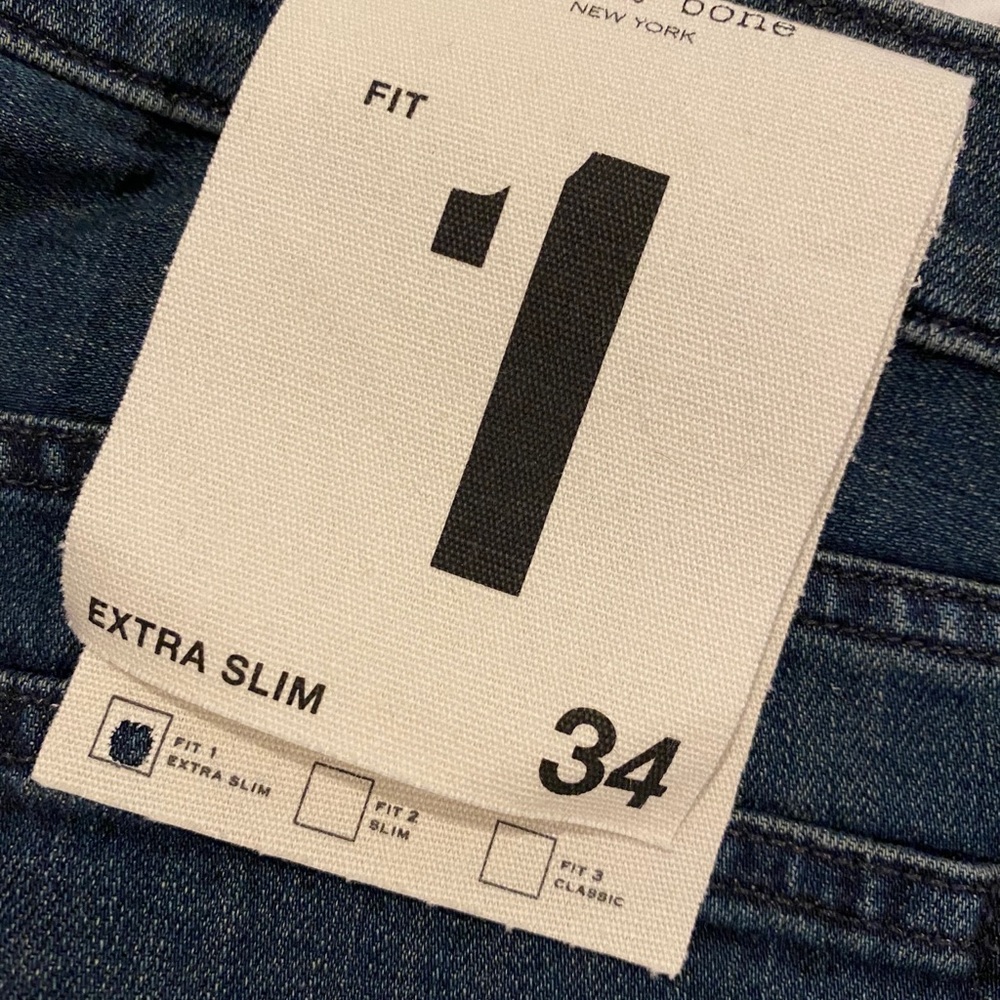 bone
NEW YORK
FIT
1
EXTRA SLIM
34
FIT 1
EXTRA SLIM
FIT 2
SLIM
FIT 3
CLASSIC